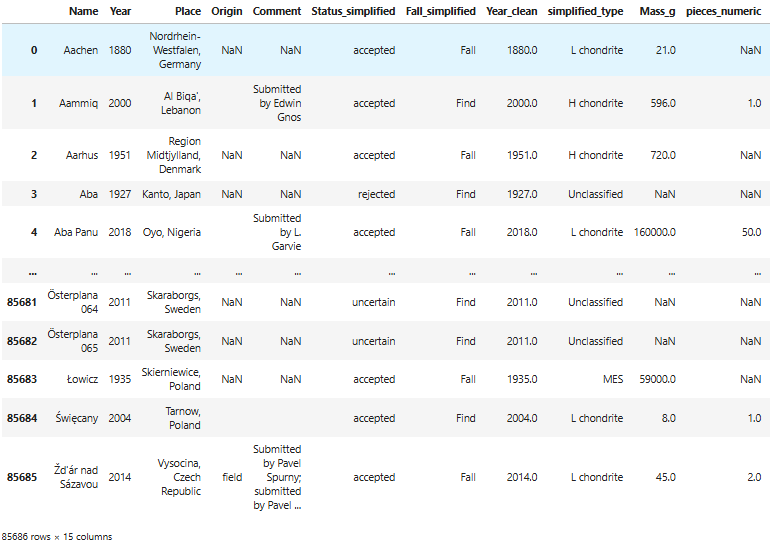 Name Year Place Origin Comment Status_simplified Fall_simplified Year_clean simplified_type Mass_g pieces_numeric
0 Aachen 1880 Nordrhein-Westfalen, Germany NaN NaN accepted Fall 1880.0 L chondrite 21.0 NaN
1 Aammiq 2000 Al Biqa', Lebanon Submitted by Edwin Gnos accepted Find 2000.0 H chondrite 596.0 1.0
2 Aarhus 1951 Region Midtjylland, Denmark NaN NaN accepted Fall 1951.0 H chondrite 720.0 NaN
3 Aba 1927 Kanto, Japan NaN NaN rejected Find 1927.0 Unclassified NaN NaN
4 Aba Panu 2018 Oyo, Nigeria Submitted by L. Garvie accepted Fall 2018.0 L chondrite 160000.0 50.0
... ... ... ... ... ... ... ... ... ... ... ...
85681 Österplana 064 2011 Skaraborgs, Sweden NaN NaN uncertain Find 2011.0 Unclassified NaN NaN
85682 Österplana 065 2011 Skaraborgs, Sweden NaN NaN uncertain Find 2011.0 Unclassified NaN NaN
85683 Łowicz 1935 Skierniewice, Poland NaN NaN accepted Fall 1935.0 MES 59000.0 NaN
85684 Święcany 2004 Tarnow, Poland accepted Find 2004.0 L chondrite 8.0 1.0
85685 Žd'ár nad Sázavou 2014 Vysocina, Czech Republic field Submitted by Pavel Spurny; submitted by Pavel ... accepted Fall 2014.0 L chondrite 45.0 2.0
85686 rows × 15 columns